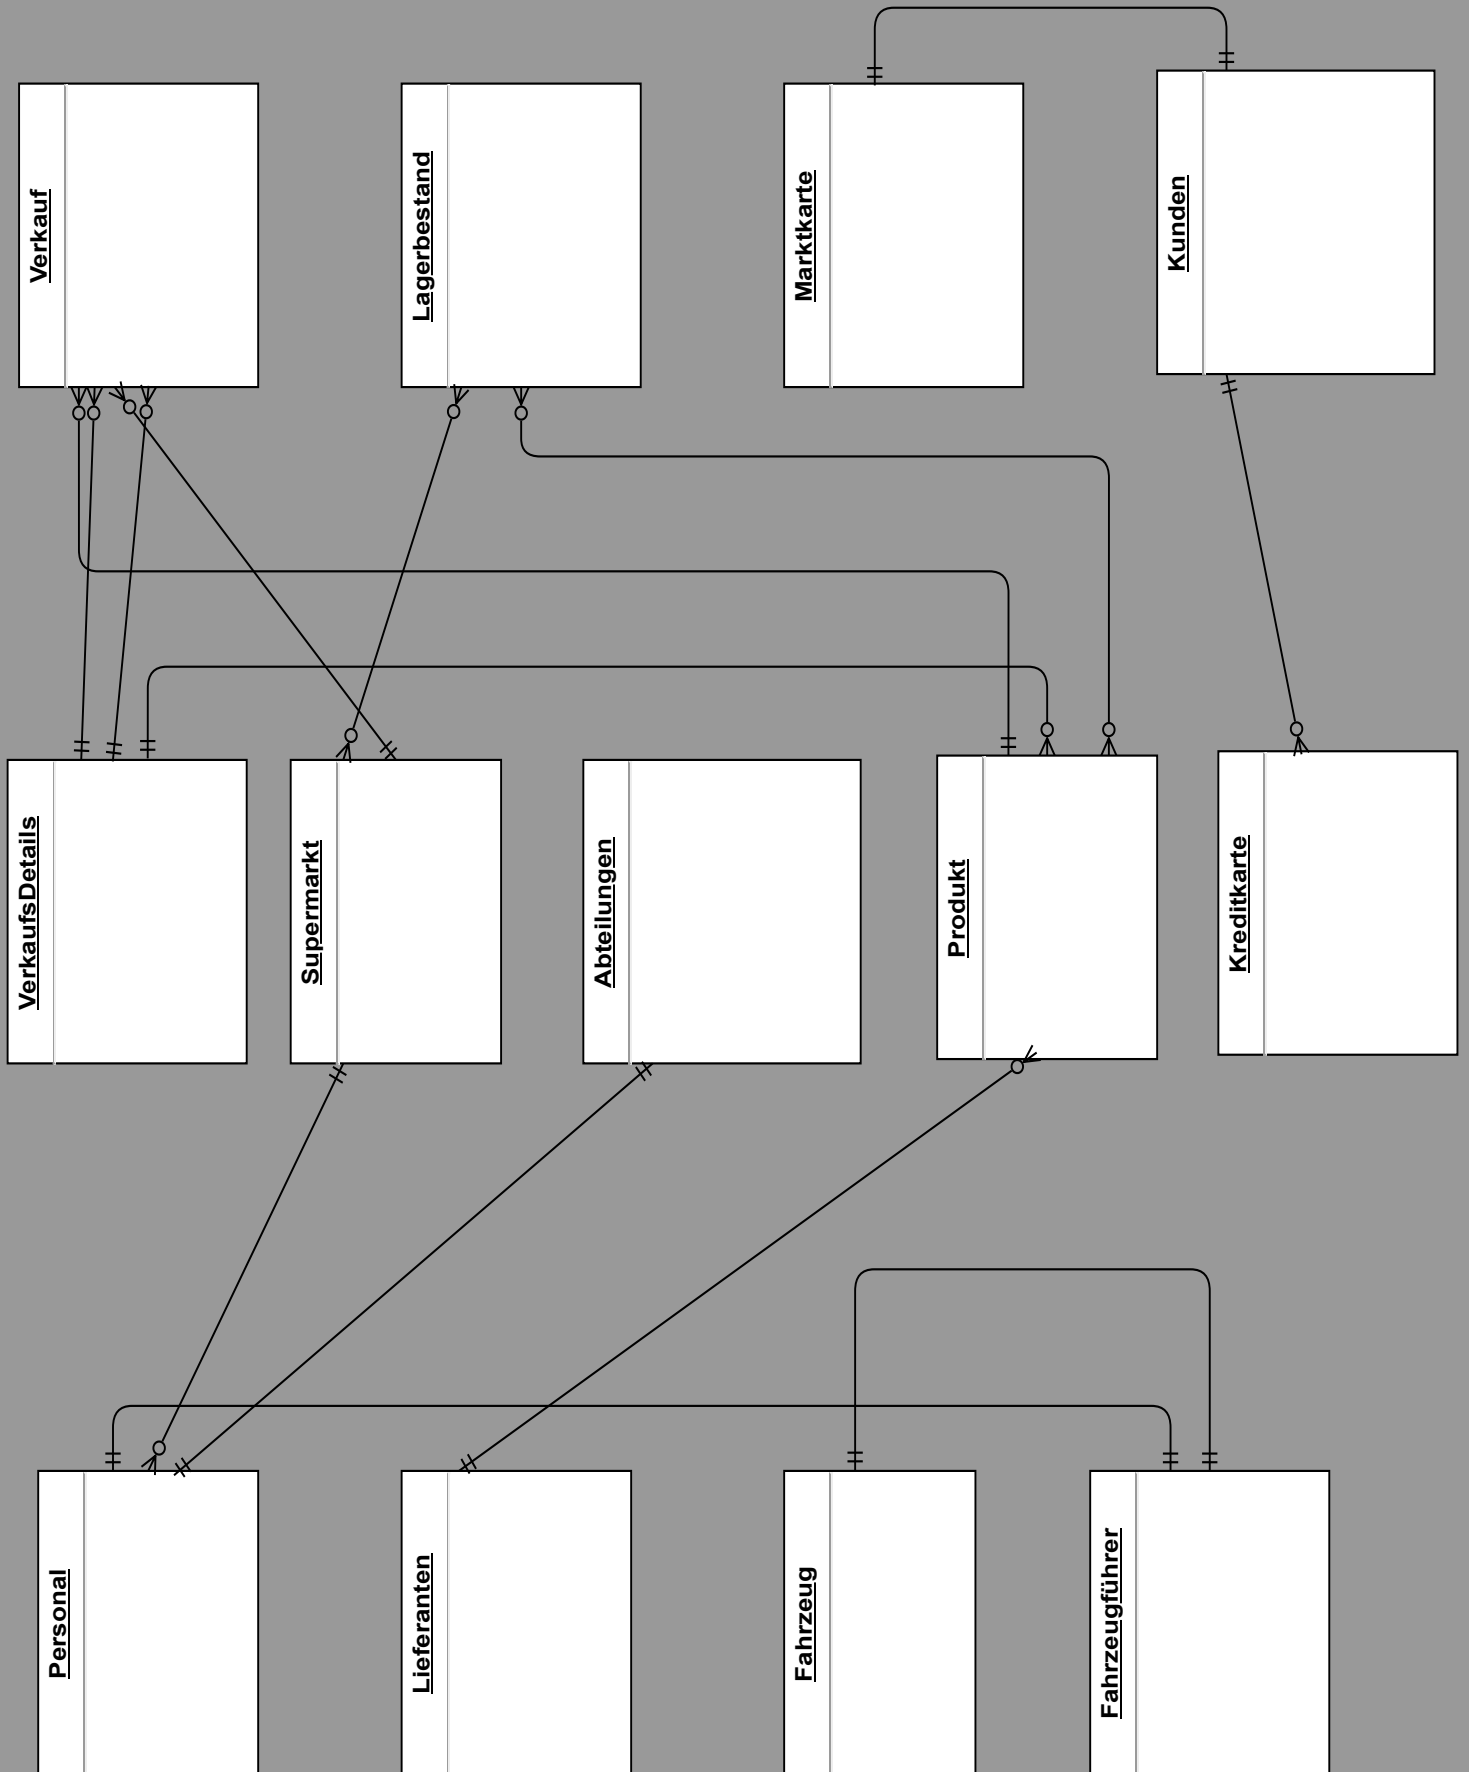 Verkauf
Lagerbestand
Marktkarte
Kunden
VerkaufsDetails
Supermarkt
Abteilungen
Produkt
Kreditkarte
Personal
Lieferanten
Fahrzeug
Fahrzeugführer